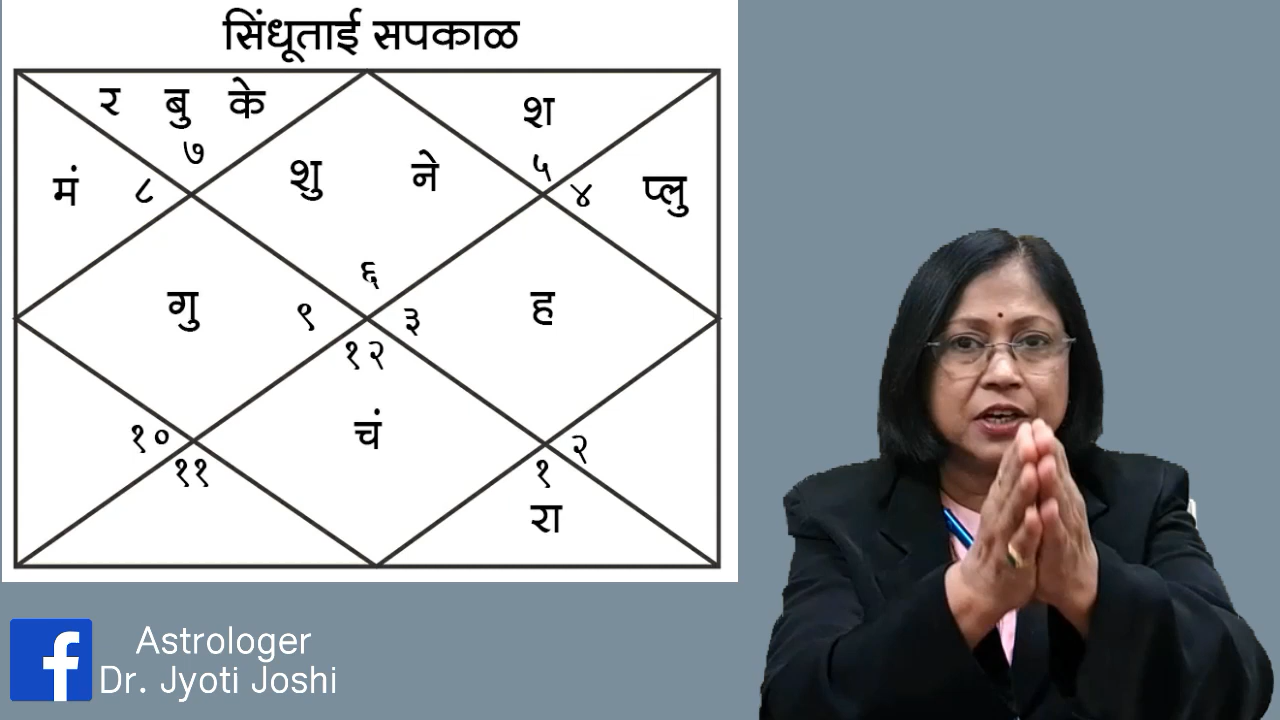 सिंधूताई सपकाळ
र बु के
श
७
शु ने
५
मं ८
४ प्लु
६
गु ९
३ ह
१२
चं
१०
११
२
१
रा
f
Astrologer
Dr. Jyoti Joshi